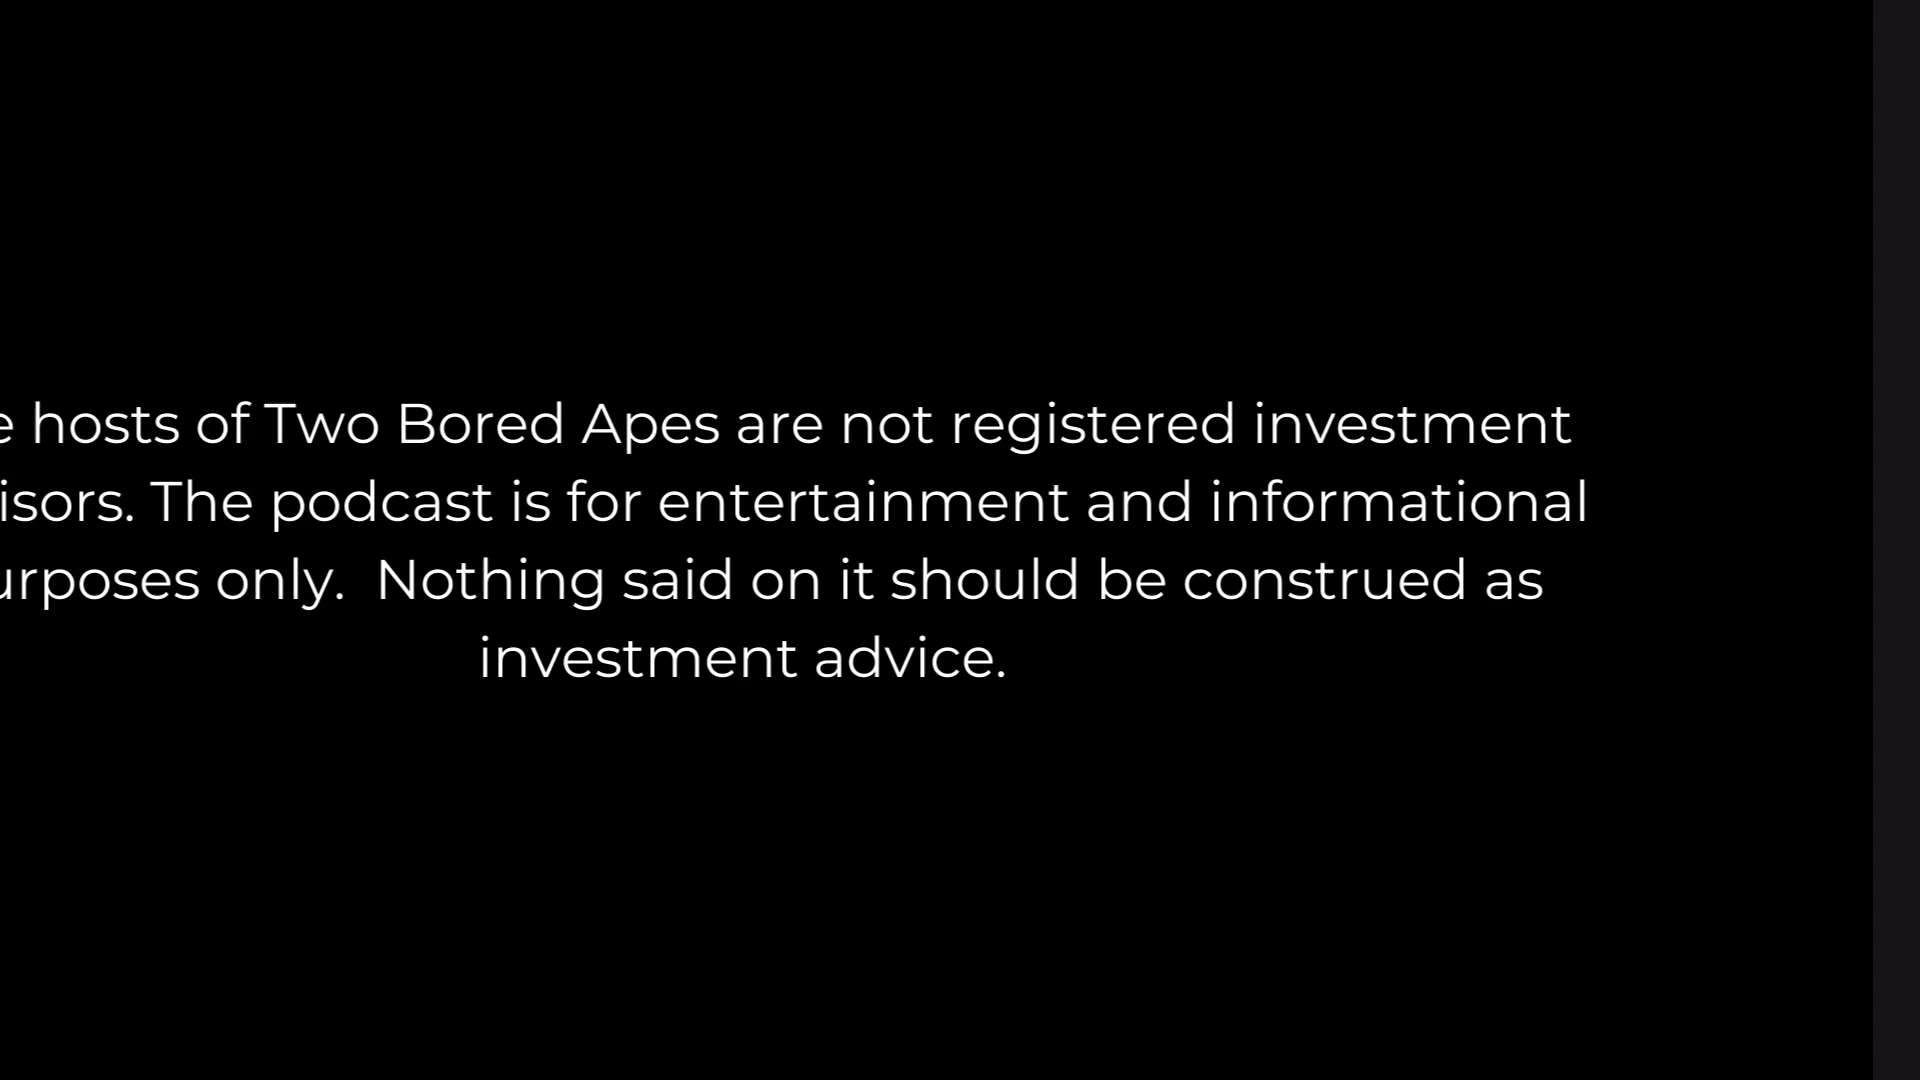 e hosts of Two Bored Apes are not registered investment
isors. The podcast is for entertainment and informational
urposes only.  Nothing said on it should be construed as
investment advice.